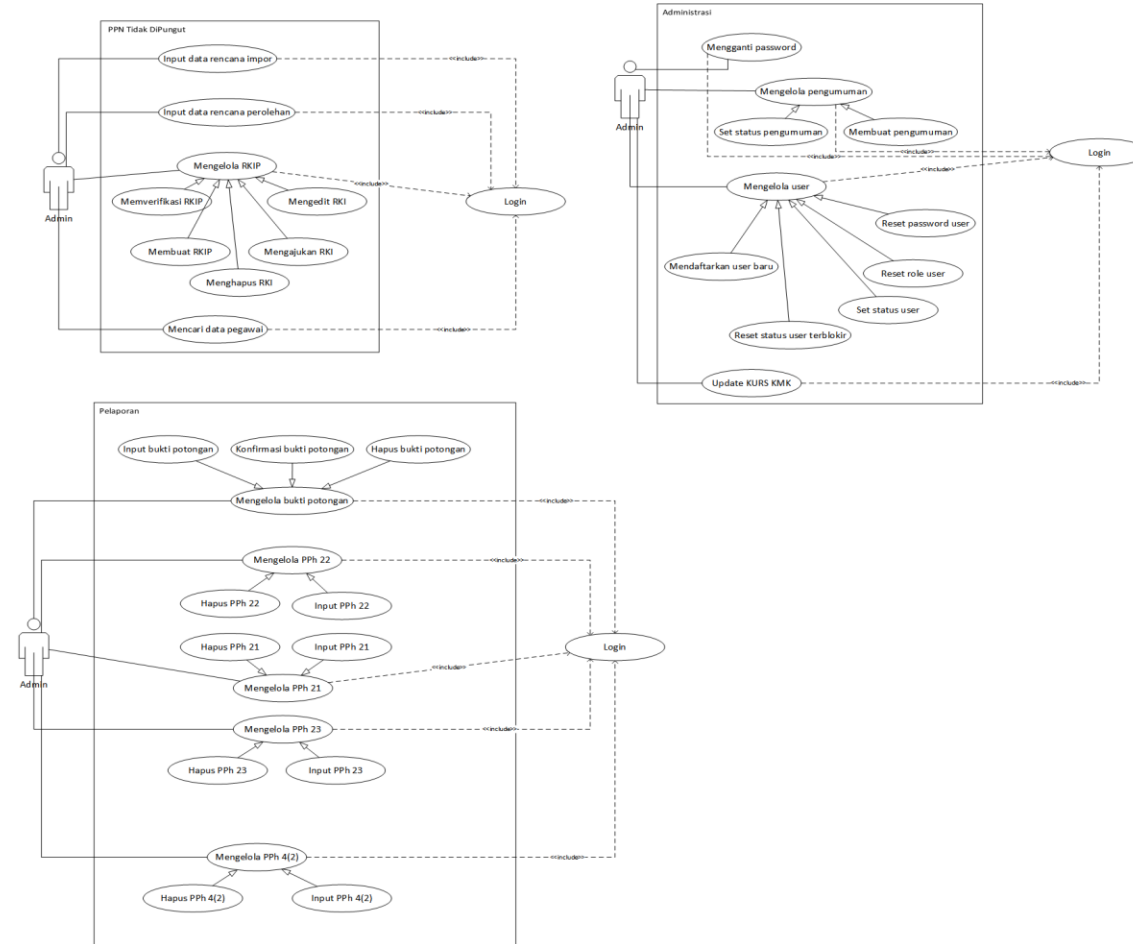 PPN Tidak DiPungut
Input data rencana impor
<<include>>
Input data rencana perolehan
<<include>>
Mengelola RKIP
<<include>>
Memverifikasi RKIP
Mengedit RKI
Login
Admin
Membuat RKIP
Mengajukan RKI
Menghapus RKI
Mencari data pegawai
<<include>>
Administrasi
Mengganti password
Mengelola pengumuman
Admin
Set status pengumuman
Membuat pengumuman
<<include>>
<<include>>
Login
<<include>>
Mengelola user
Reset password user
Mendaftarkan user baru
Reset role user
Set status user
Reset status user terblokir
Update KURS KMK
<<include>>
Pelaporan
Input bukti potongan
Konfirmasi bukti potongan
Hapus bukti potongan
Mengelola bukti potongan
<<include>>
Mengelola PPh 22
<<include>>
Hapus PPh 22
Input PPh 22
Hapus PPh 21
Input PPh 21
Login
<<include>>
Admin
Mengelola PPh 21
Mengelola PPh 23
<<include>>
Hapus PPh 23
Input PPh 23
Mengelola PPh 4(2)
<<include>>
Hapus PPh 4(2)
Input PPh 4(2)